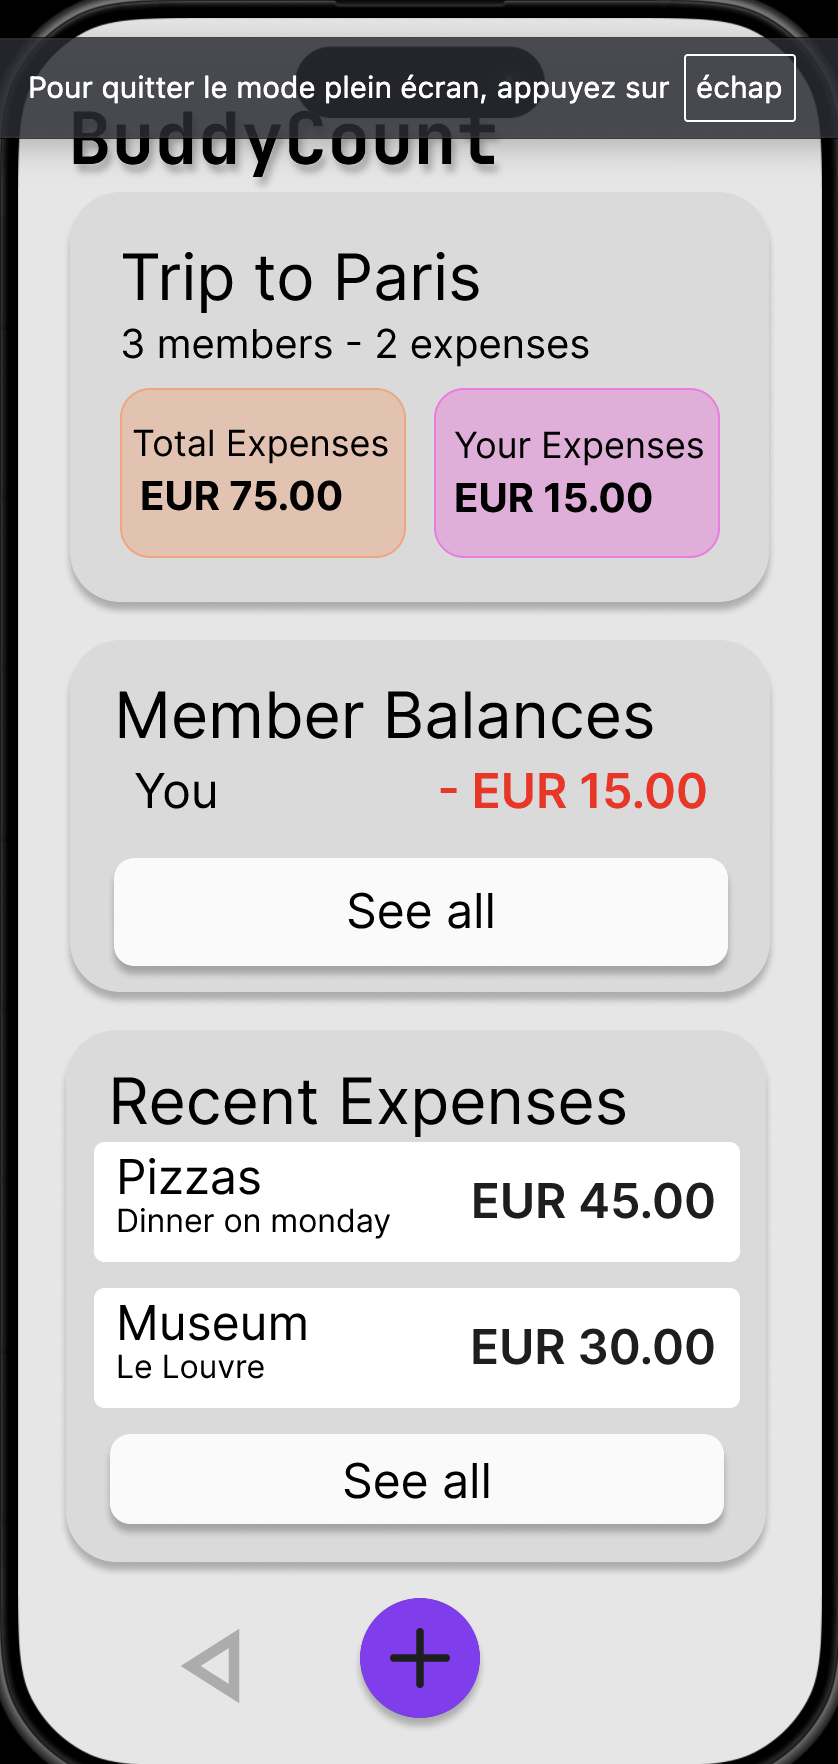 Pour quitter le mode plein écran, appuyez sur échap
BuddyCount
Trip to Paris
3 members - 2 expenses
Total Expenses
EUR 75.00
Your Expenses
EUR 15.00
Member Balances
You - EUR 15.00
See all
Recent Expenses
Pizzas
Dinner on monday
EUR 45.00
Museum
Le Louvre
EUR 30.00
See all